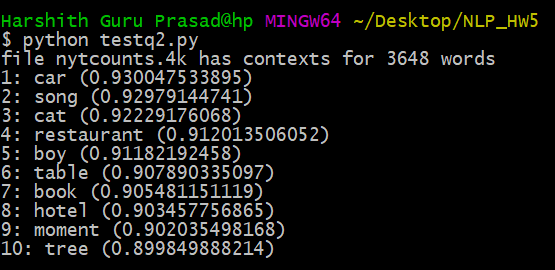 Harshith Guru Prasad@hp MINGW64 ~/Desktop/NLP_HW5
$ python testq2.py
file nytcounts.4k has contexts for 3648 words
1: car (0.930047533895)
2: song (0.92979144741)
3: cat (0.92229176068)
4: restaurant (0.912013506052)
5: boy (0.91182192458)
6: table (0.907890335097)
7: book (0.905481151119)
8: hotel (0.903457756865)
9: moment (0.902035498168)
10: tree (0.899849888214)